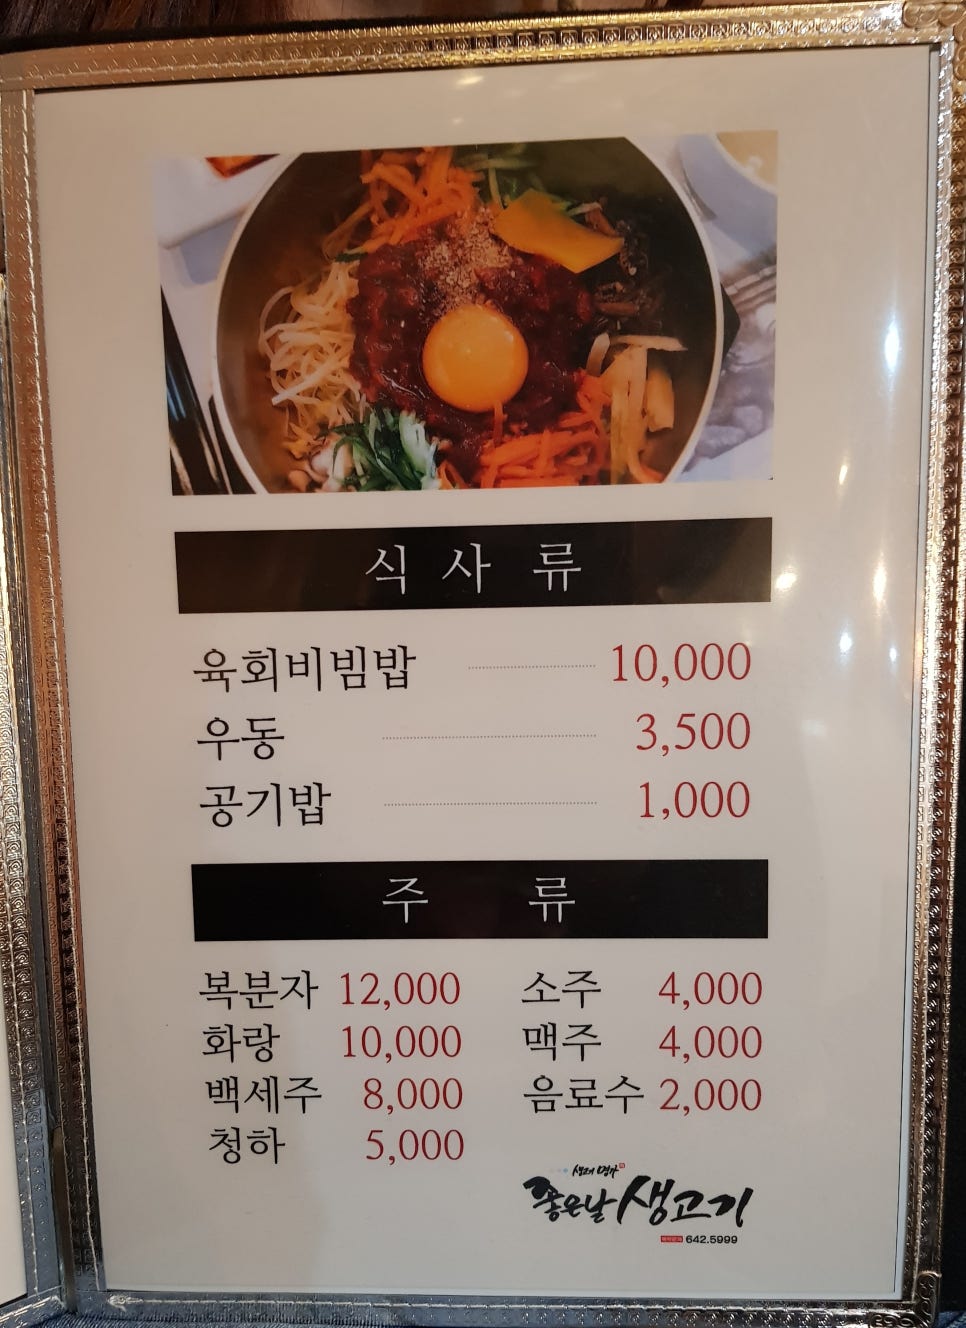 식사류
육회비빔밥 10,000
우동 3,500
공기밥 1,000
주류
복분자 12,000 소주 4,000
화랑 10,000 맥주 4,000
백세주 8,000 음료수 2,000
청하 5,000
좋은날생고기
642.5999